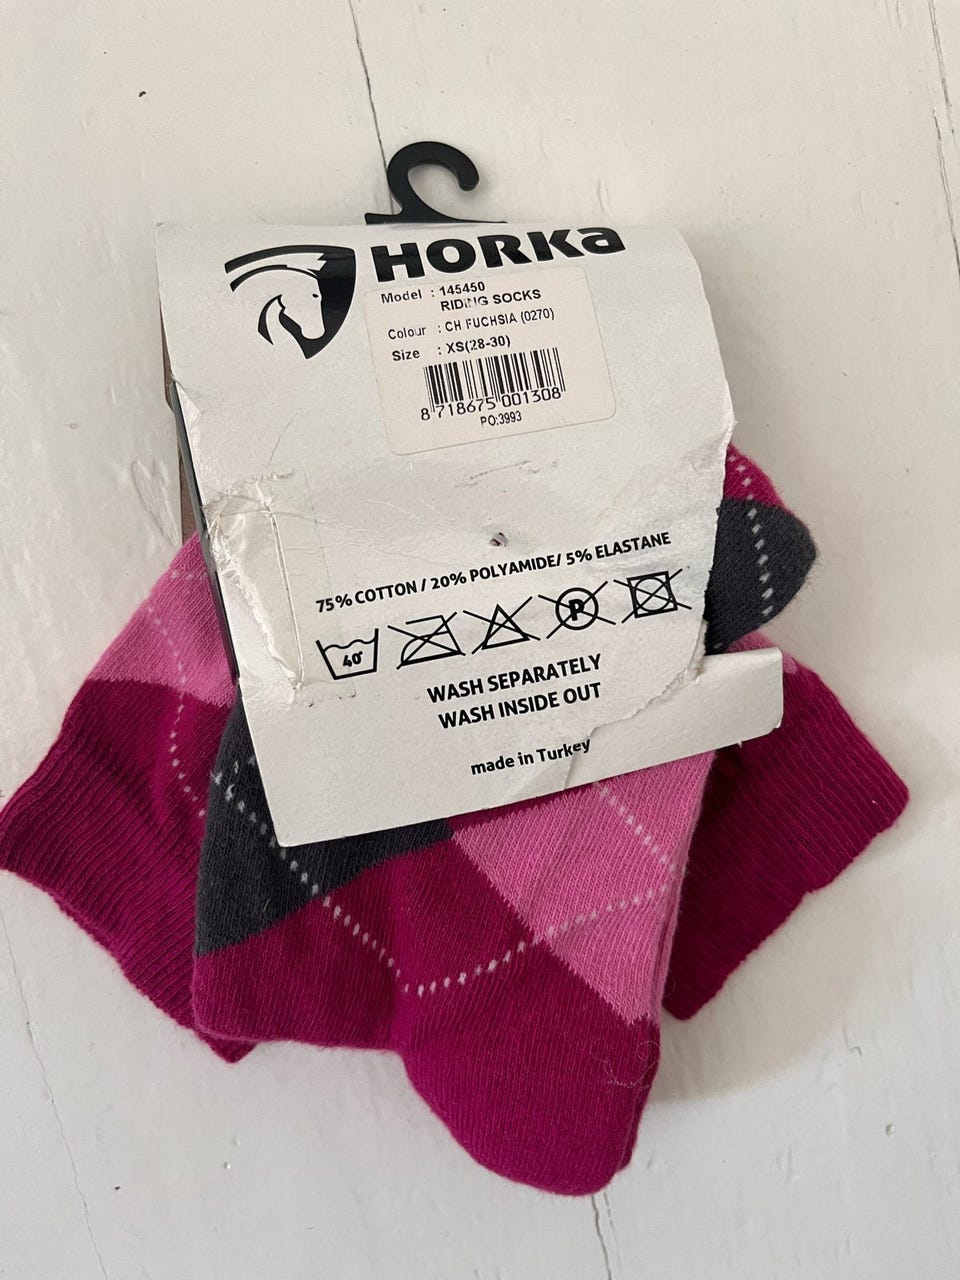 HORKa
Model : 145450
RIDING SOCKS
Colour : CH FUCHSIA (0270)
Size : XS(28-30)
8 718675 001308
PO:3993
75% COTTON / 20% POLYAMIDE/ 5% ELASTANE
40° P
WASH SEPARATELY
WASH INSIDE OUT
made in Turkey